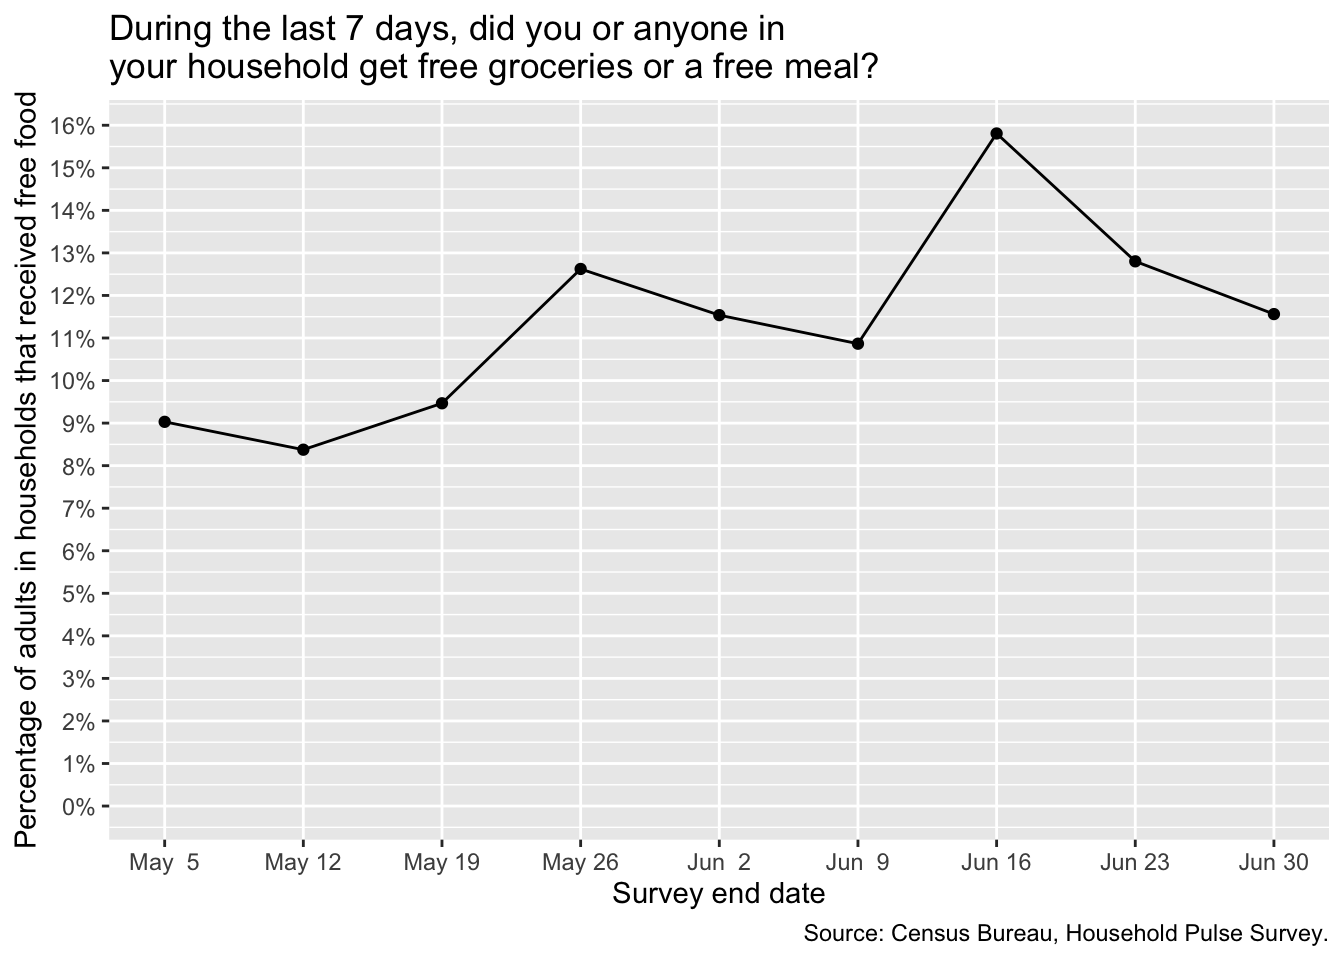 During the last 7 days, did you or anyone in
your household get free groceries or a free meal?
Percentage of adults in households that received free food
16%
15%
14%
13%
12%
11%
10%
9%
8%
7%
6%
5%
4%
3%
2%
1%
0%
May 5 May 12 May 19 May 26 Jun 2 Jun 9 Jun 16 Jun 23 Jun 30
Survey end date
Source: Census Bureau, Household Pulse Survey.